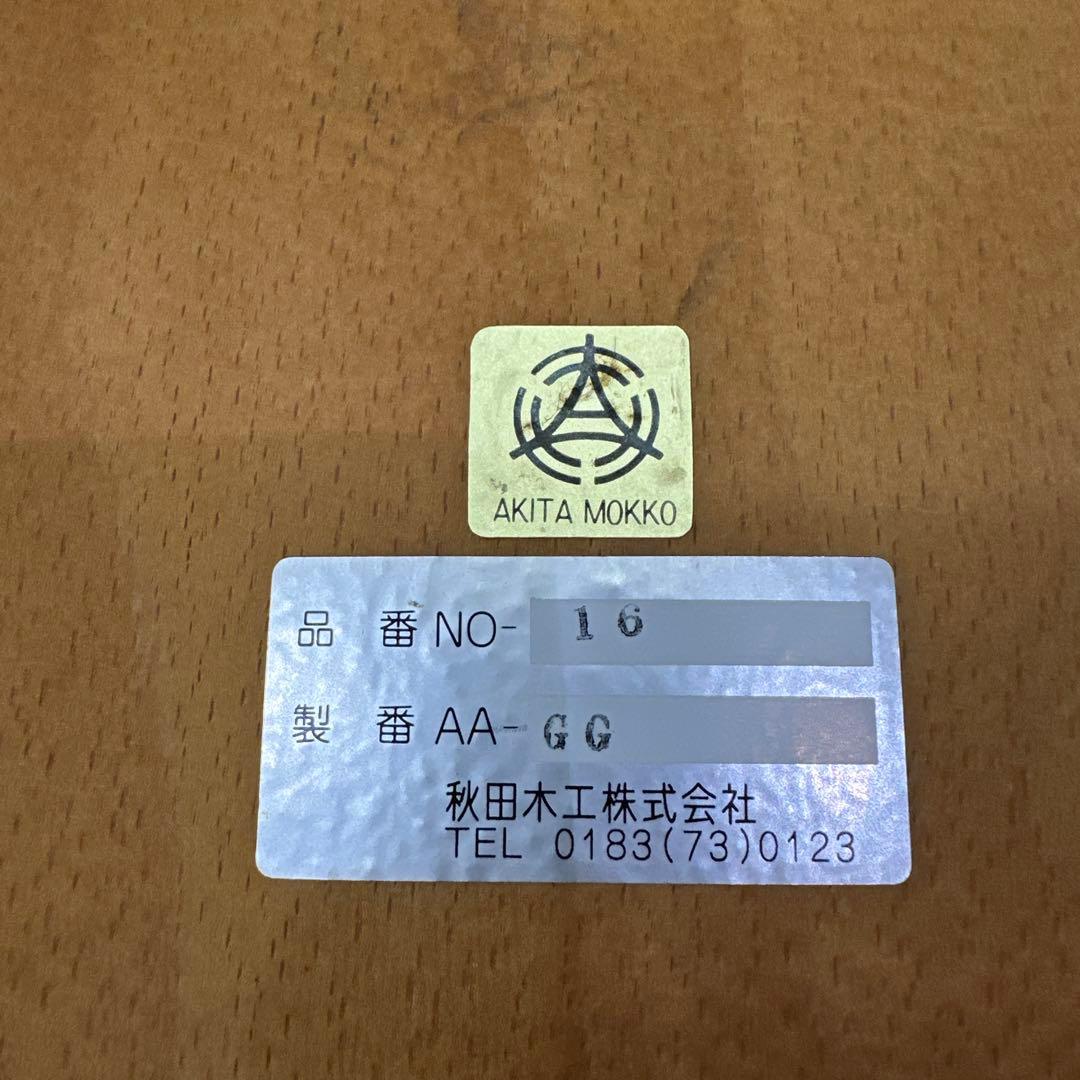 AKITA MOKKO
品 番 NO- 16
製 番 AA- GG
秋田木工株式会社
TEL 0183(73)0123